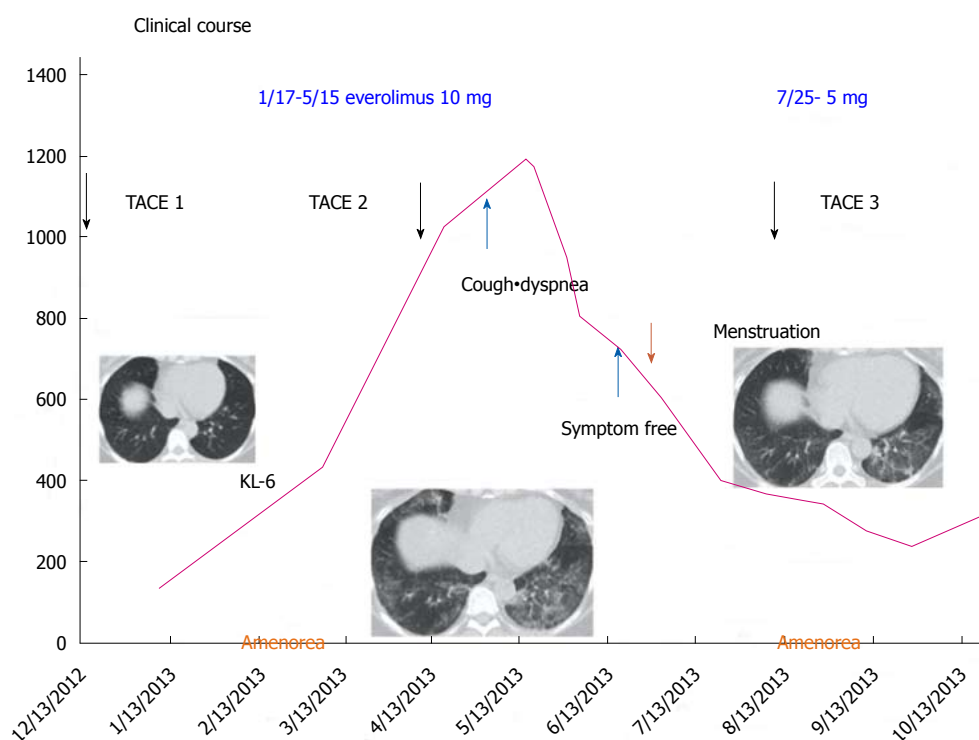 Clinical course
1400
1/17-5/15 everolimus 10 mg
7/25- 5 mg
1200
TACE 1
TACE 2
TACE 3
1000
Cough•dyspnea
800
Menstruation
600
Symptom free
400
KL-6
200
0
Amenorea
Amenorea
12/13/2012
1/13/2013
2/13/2013
3/13/2013
4/13/2013
5/13/2013
6/13/2013
7/13/2013
8/13/2013
9/13/2013
10/13/2013